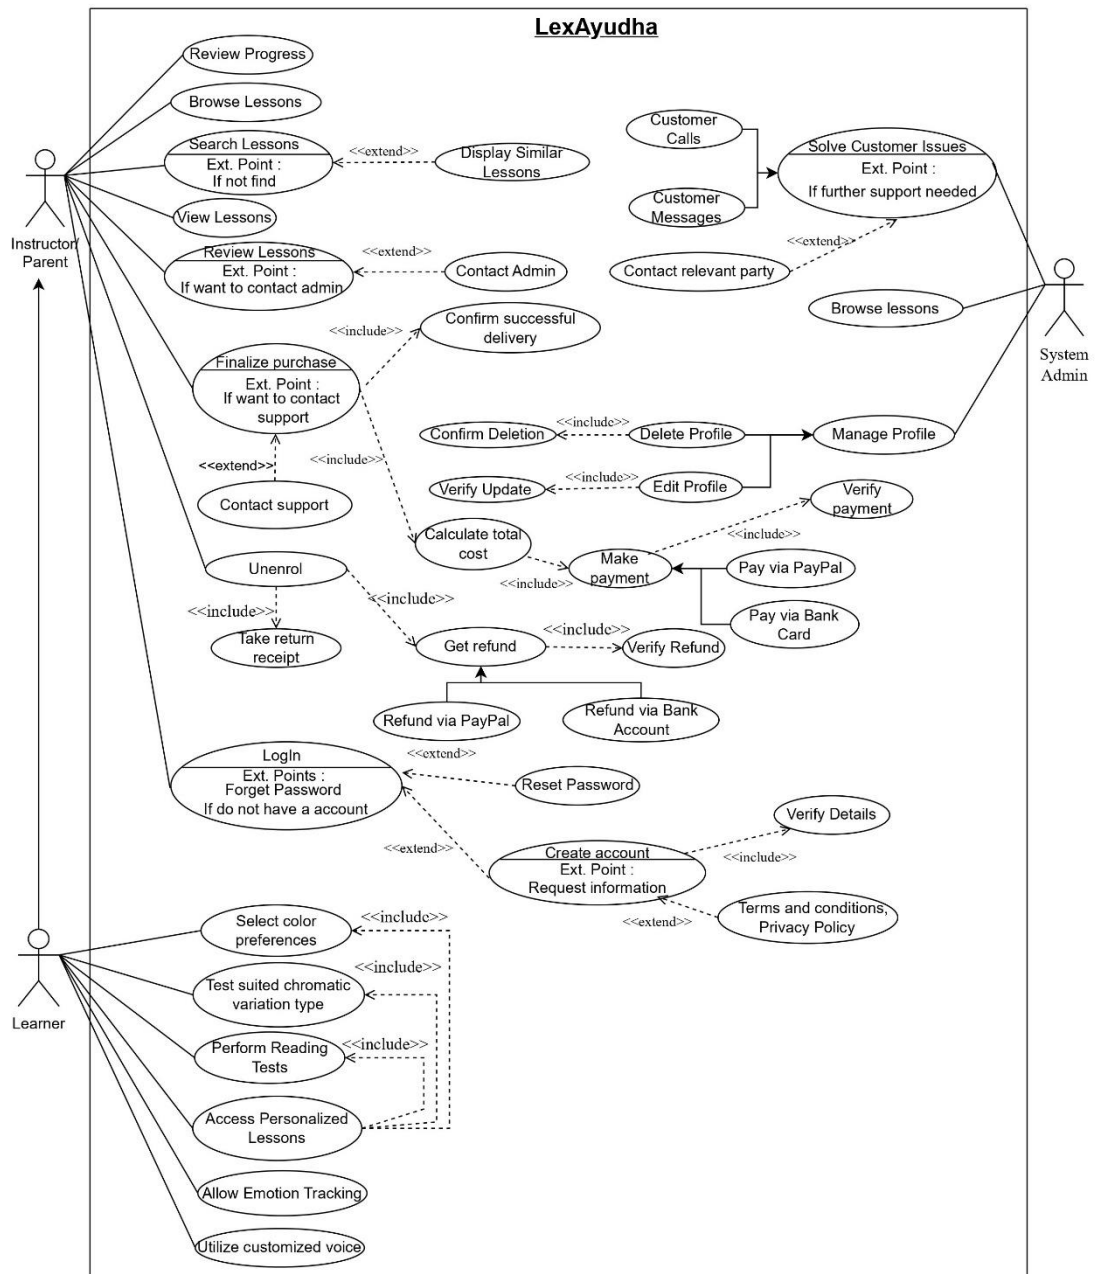 LexAyudha
Review Progress
Browse Lessons
Search Lessons
Ext. Point :
If not find
<<extend>>
Display Similar
Lessons
View Lessons
Instructor/
Parent
Review Lessons
Ext. Point :
If want to contact admin
<<extend>>
Contact Admin
Customer
Calls
Customer
Messages
Solve Customer Issues
Ext. Point :
If further support needed
<<extend>>
Contact relevant party
Browse lessons
System
Admin
<<include>>
Confirm successful
delivery
Finalize purchase
Ext. Point :
If want to contact
support
<<extend>>
Contact support
<<include>>
Confirm Deletion
<<include>>
Delete Profile
Manage Profile
Verify Update
<<include>>
Edit Profile
Verify
payment
<<include>>
Calculate total
cost
<<include>>
Make
payment
Pay via PayPal
Pay via Bank
Card
Unenrol
<<include>>
Take return
receipt
<<include>>
Get refund
<<include>>
Verify Refund
Refund via PayPal
Refund via Bank
Account
LogIn
Ext. Points :
Forget Password
If do not have a account
<<extend>>
Reset Password
<<extend>>
Create account
Ext. Point :
Request information
Verify Details
<<include>>
<<extend>>
Terms and conditions,
Privacy Policy
Learner
Select color
preferences
<<include>>
Test suited chromatic
variation type
<<include>>
Perform Reading
Tests
<<include>>
Access Personalized
Lessons
Allow Emotion Tracking
Utilize customized voice